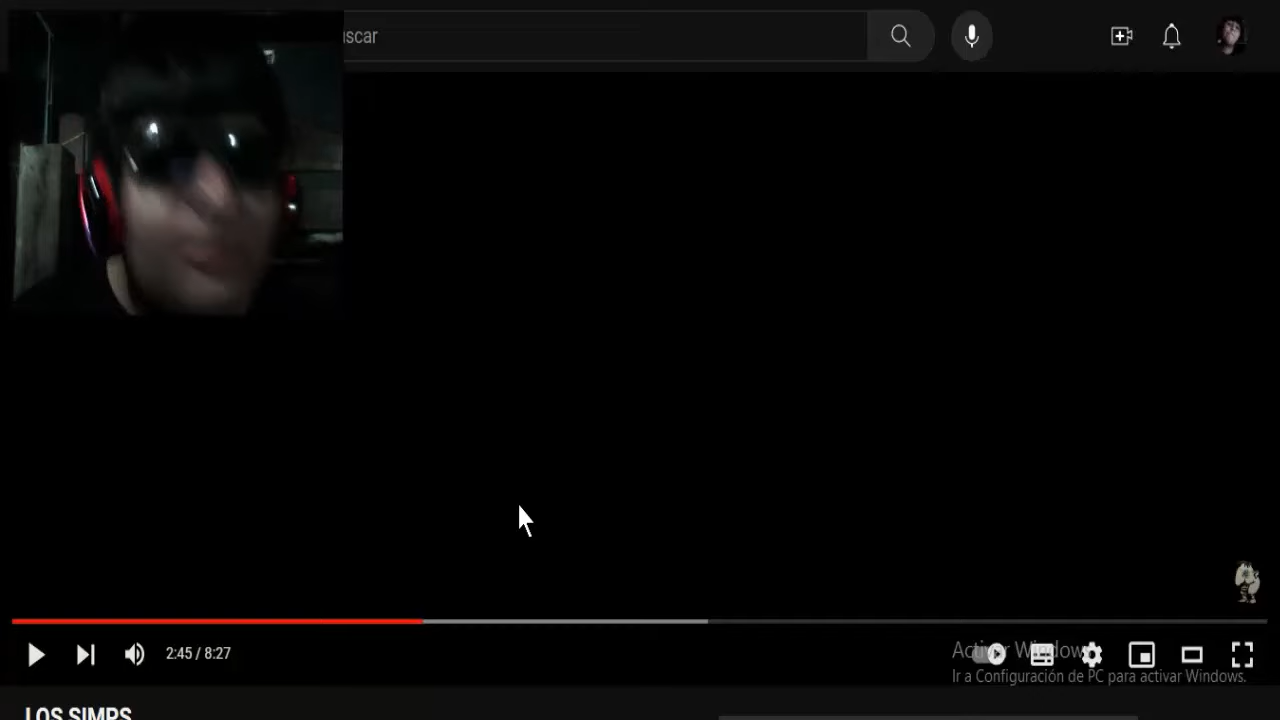 uscar
2:45 / 8:27
Activar Windows
Ir a Configuración de PC para activar Windows.
LOS SIMPS